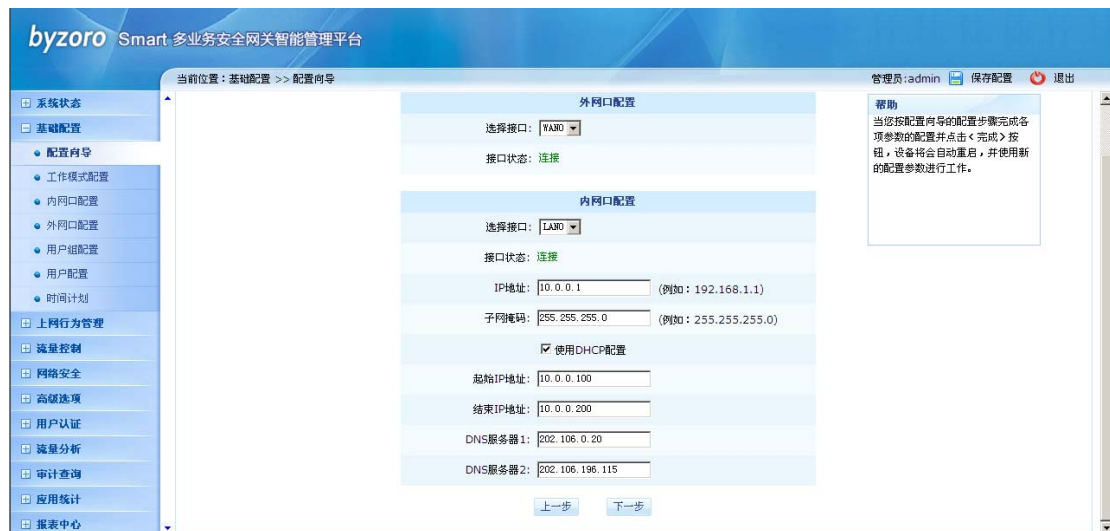 byzoro Smart 多业务安全网关智能管理平台
当前位置：基础配置 >> 配置向导
管理员:admin 保存配置 退出
系统状态
基础配置
配置向导
工作模式配置
内网口配置
外网口配置
用户组配置
用户配置
时间计划
上网行为管理
流量控制
网络安全
高级选项
用户认证
流量分析
审计查询
应用统计
报表中心
外网口配置
选择接口: WAN0
接口状态: 连接
内网口配置
选择接口: LAN0
接口状态: 连接
IP地址: 10.0.0.1 (例如：192.168.1.1)
子网掩码: 255.255.255.0 (例如：255.255.255.0)
使用DHCP配置
起始IP地址: 10.0.0.100
结束IP地址: 10.0.0.200
DNS服务器1: 202.106.0.20
DNS服务器2: 202.106.196.115
上一步 下一步
帮助
当您按配置向导的配置步骤完成各
项参数的配置并点击<完成>按
钮，设备将会自动重启，并使用新
的配置参数进行工作。